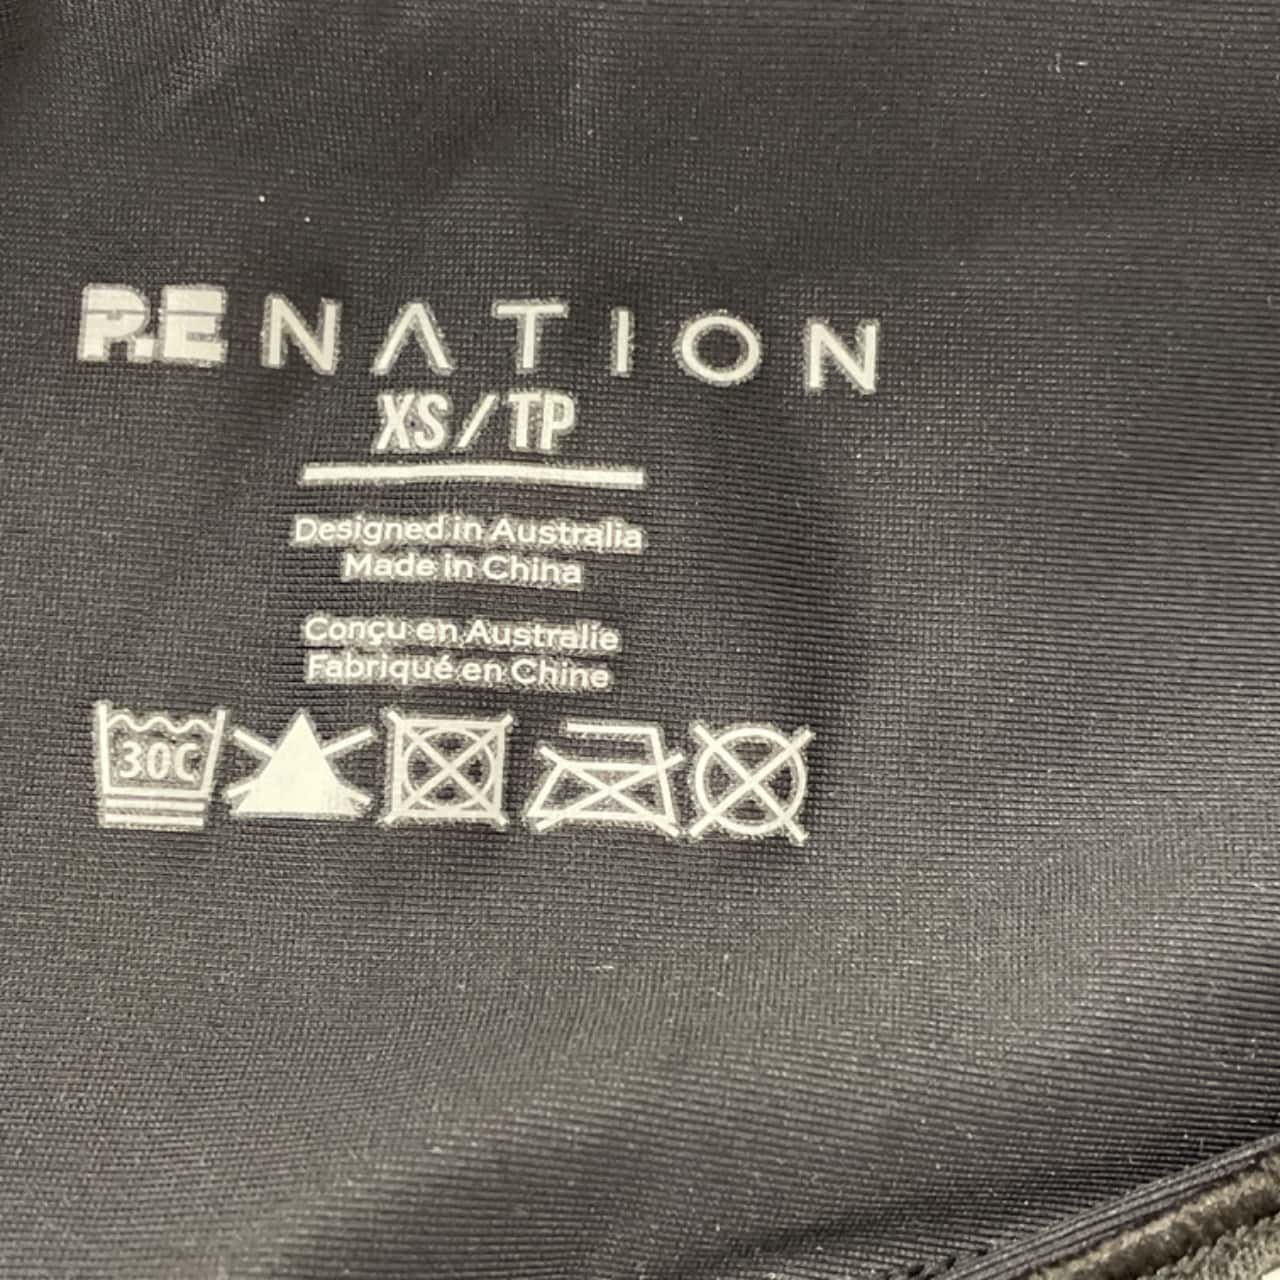 P.E NATION
XS/TP
Designed in Australia
Made in China
Conçu en Australie
Fabriqué en Chine
30C